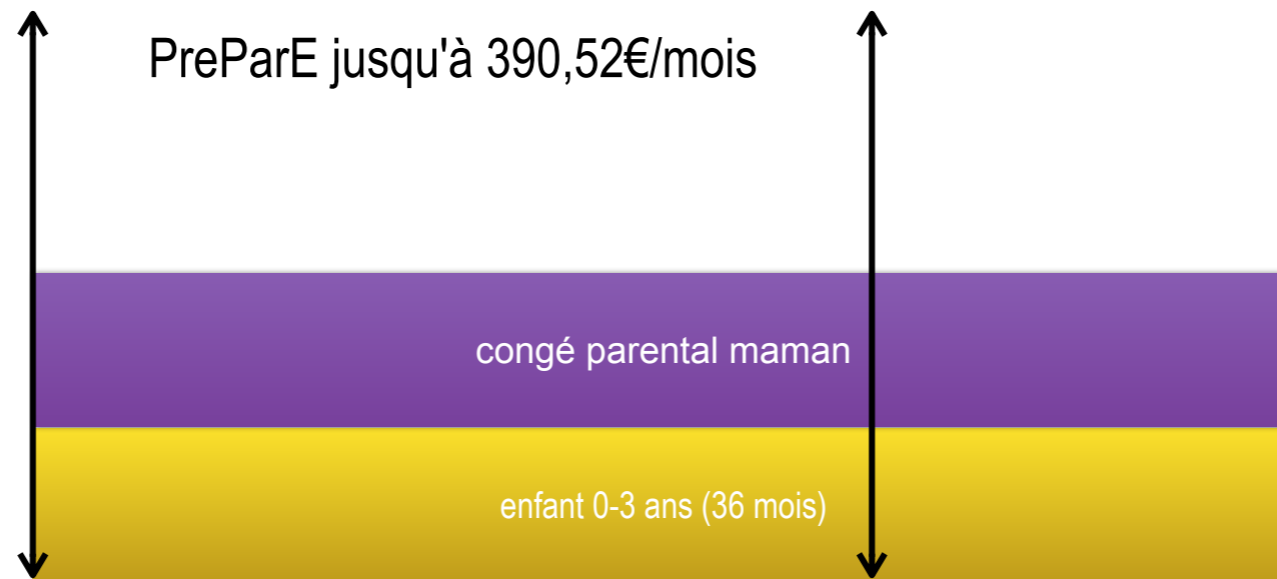 PreParE jusqu'à 390,52€/mois
congé parental maman
enfant 0-3 ans (36 mois)